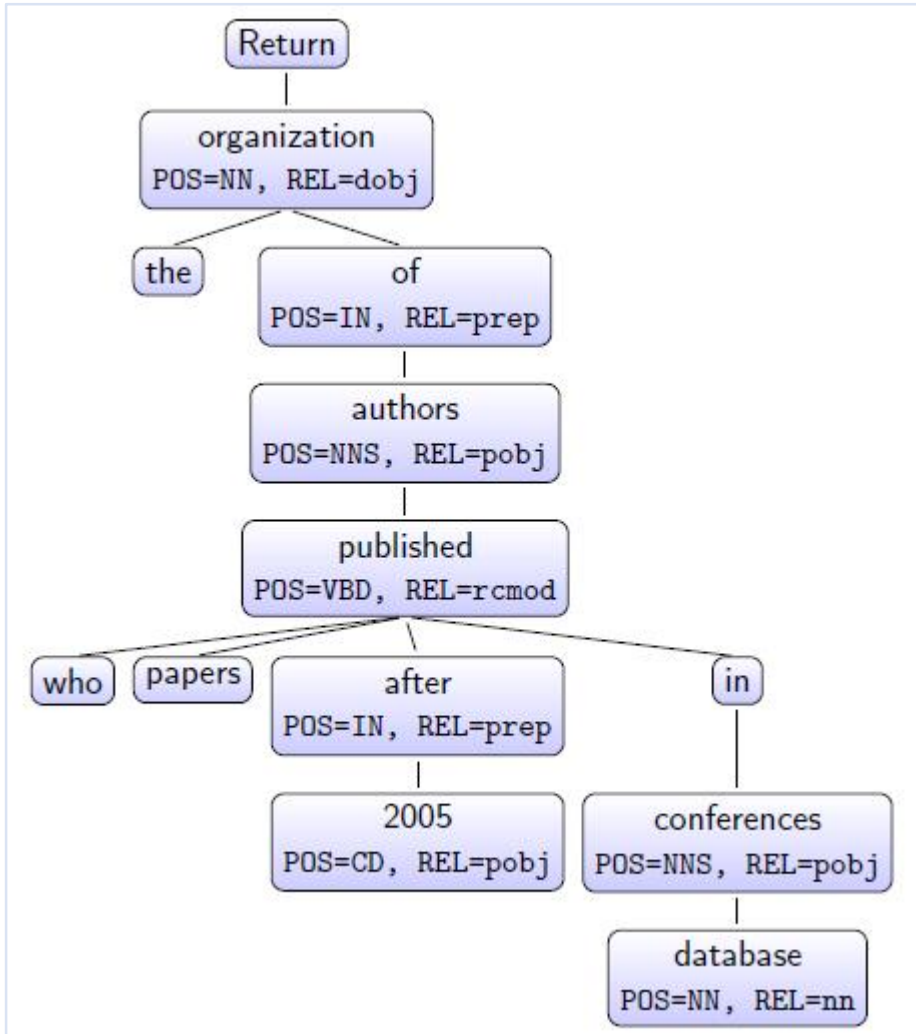 Return
organization
POS=NN, REL=dobj
the
of
POS=IN, REL=prep
authors
POS=NNS, REL=pobj
published
POS=VBD, REL=rcmod
who
papers
after
POS=IN, REL=prep
in
2005
POS=CD, REL=pobj
conferences
POS=NNS, REL=pobj
database
POS=NN, REL=nn